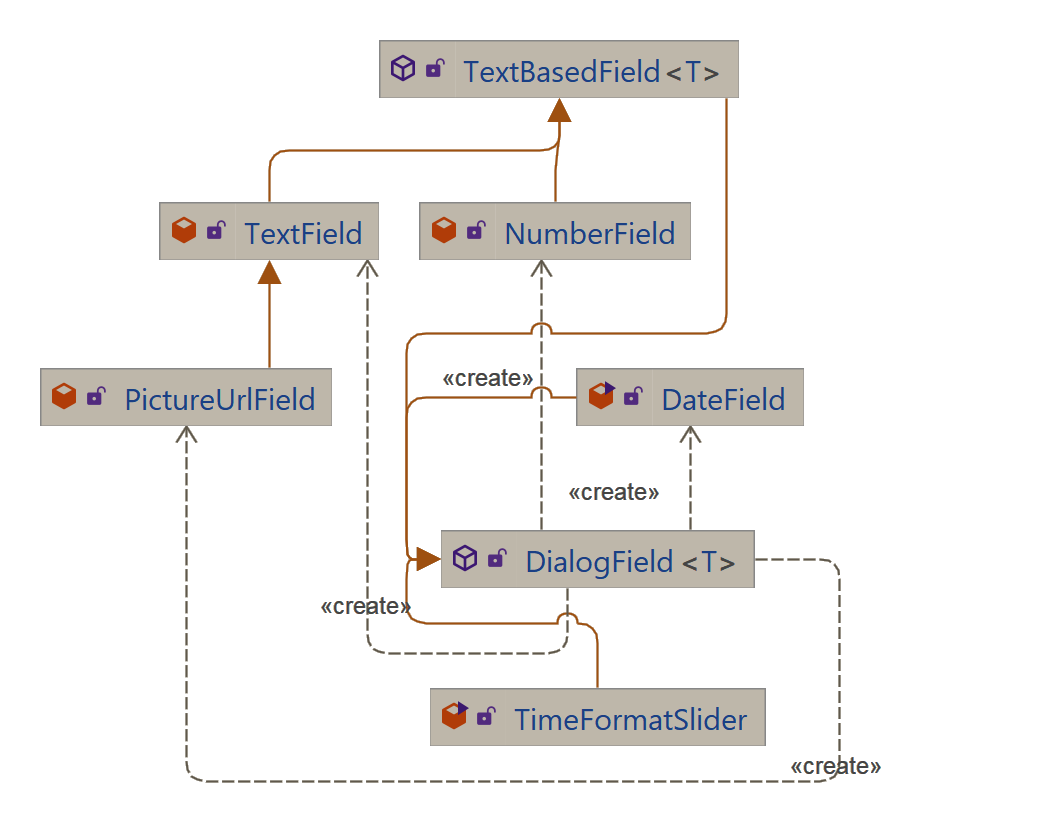 TextBasedField <T>
TextField
NumberField
«create»
PictureUrlField
DateField
«create»
DialogField <T>
«create»
TimeFormatSlider
«create»